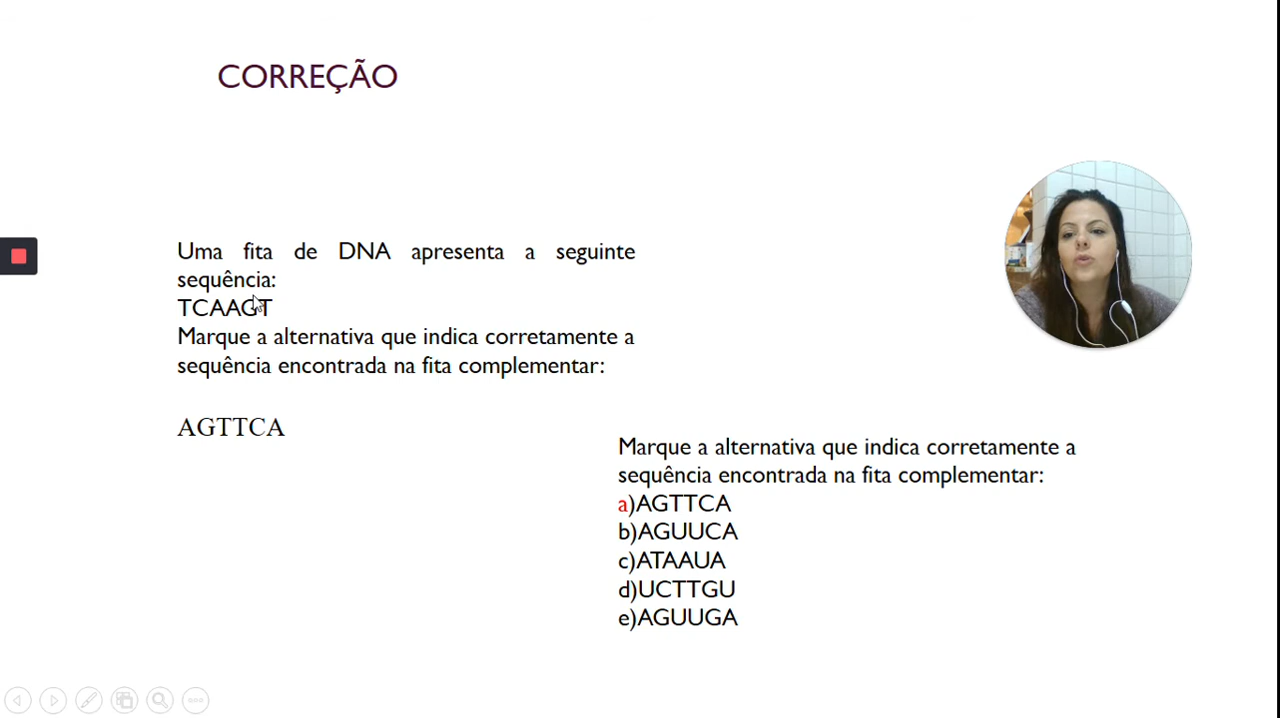 CORREÇÃO
Uma fita de DNA apresenta a seguinte
sequência:
TCAAGT
Marque a alternativa que indica corretamente a
sequência encontrada na fita complementar:
AGTTCA
Marque a alternativa que indica corretamente a
sequência encontrada na fita complementar:
a)AGTTCA
b)AGUUCA
c)ATAAUA
d)UCTTGU
e)AGUUGA